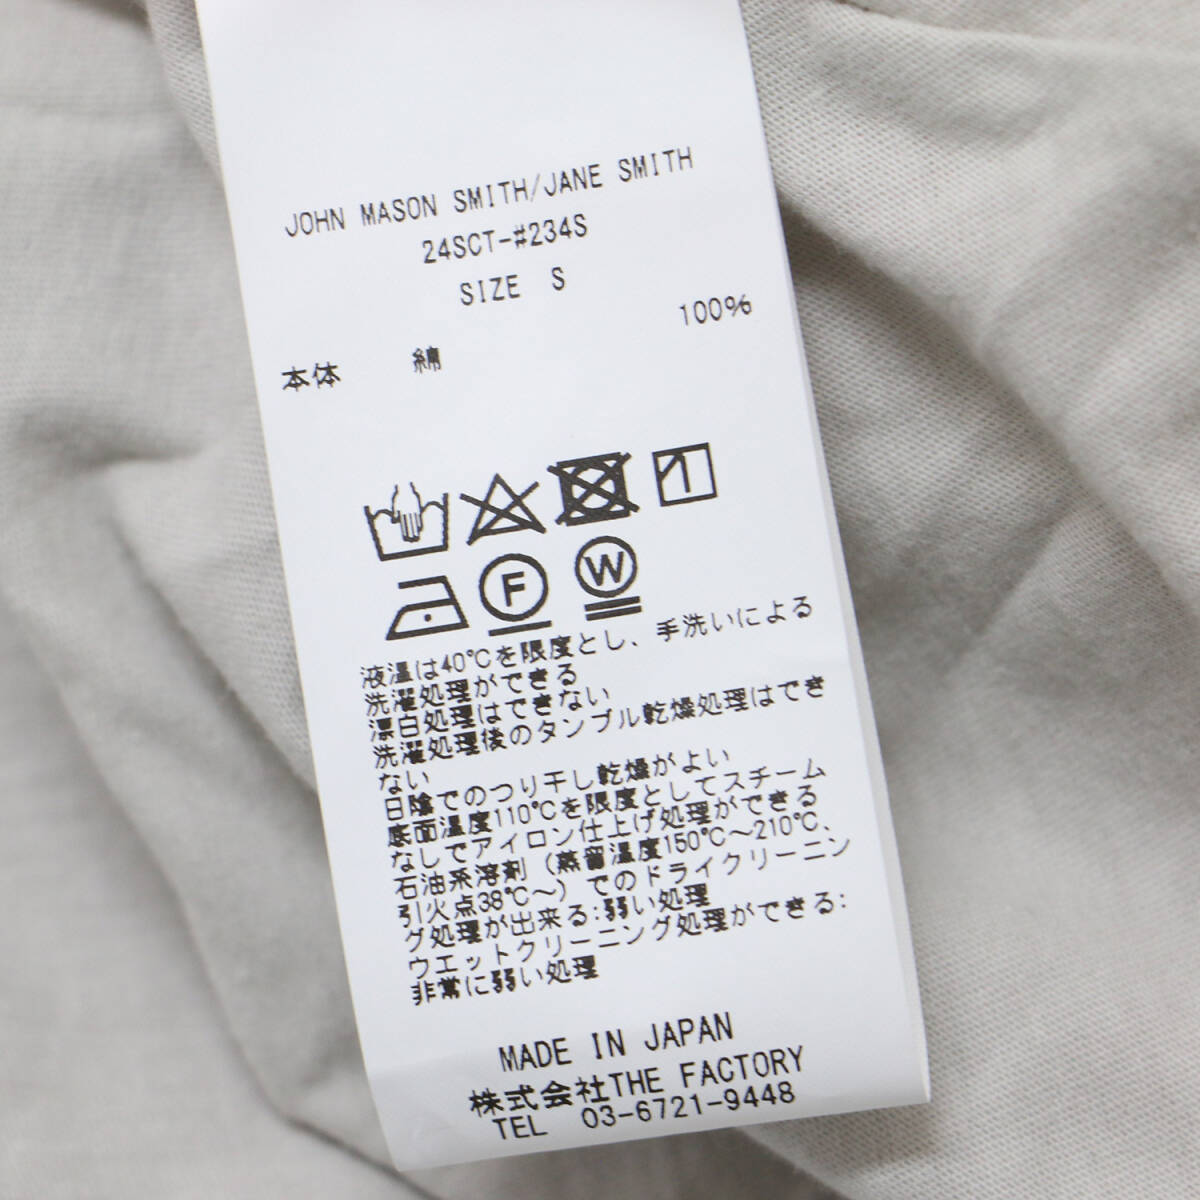 JOHN MASON SMITH/JANE SMITH
24SCT-#234S
SIZE S
本体 綿 100%
F W
液温は40℃を限度とし、手洗いによる
洗濯処理ができる
漂白処理はできない
洗濯処理後のタンブル乾燥処理はでき
ない
日陰でのつり干し乾燥がよい
底面温度110℃を限度としてスチーム
なしでアイロン仕上げ処理ができる
石油系溶剤(蒸留温度150℃～210℃、
引火点38℃～)でのドライクリーニン
グ処理が出来る:弱い処理
ウエットクリーニング処理ができる:
非常に弱い処理
MADE IN JAPAN
株式会社THE FACTORY
TEL 03-6721-9448